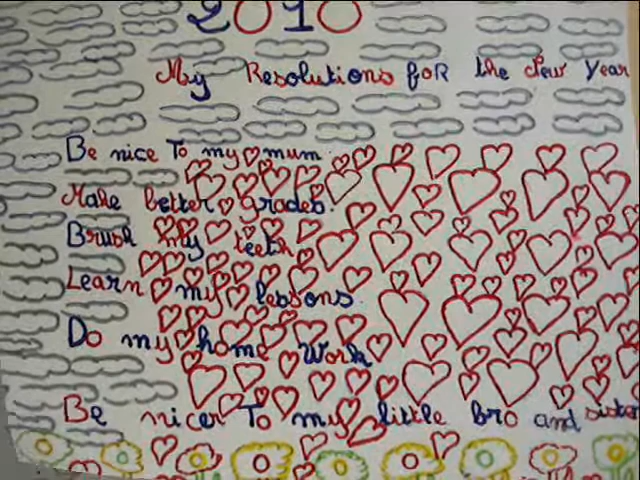 2010
My Resolutions for the New Year
Be nice To my mum.
Make better grades.
Brush My teeth
Learn my lessons.
Do my home Work
Be nicer To my little bro and sister